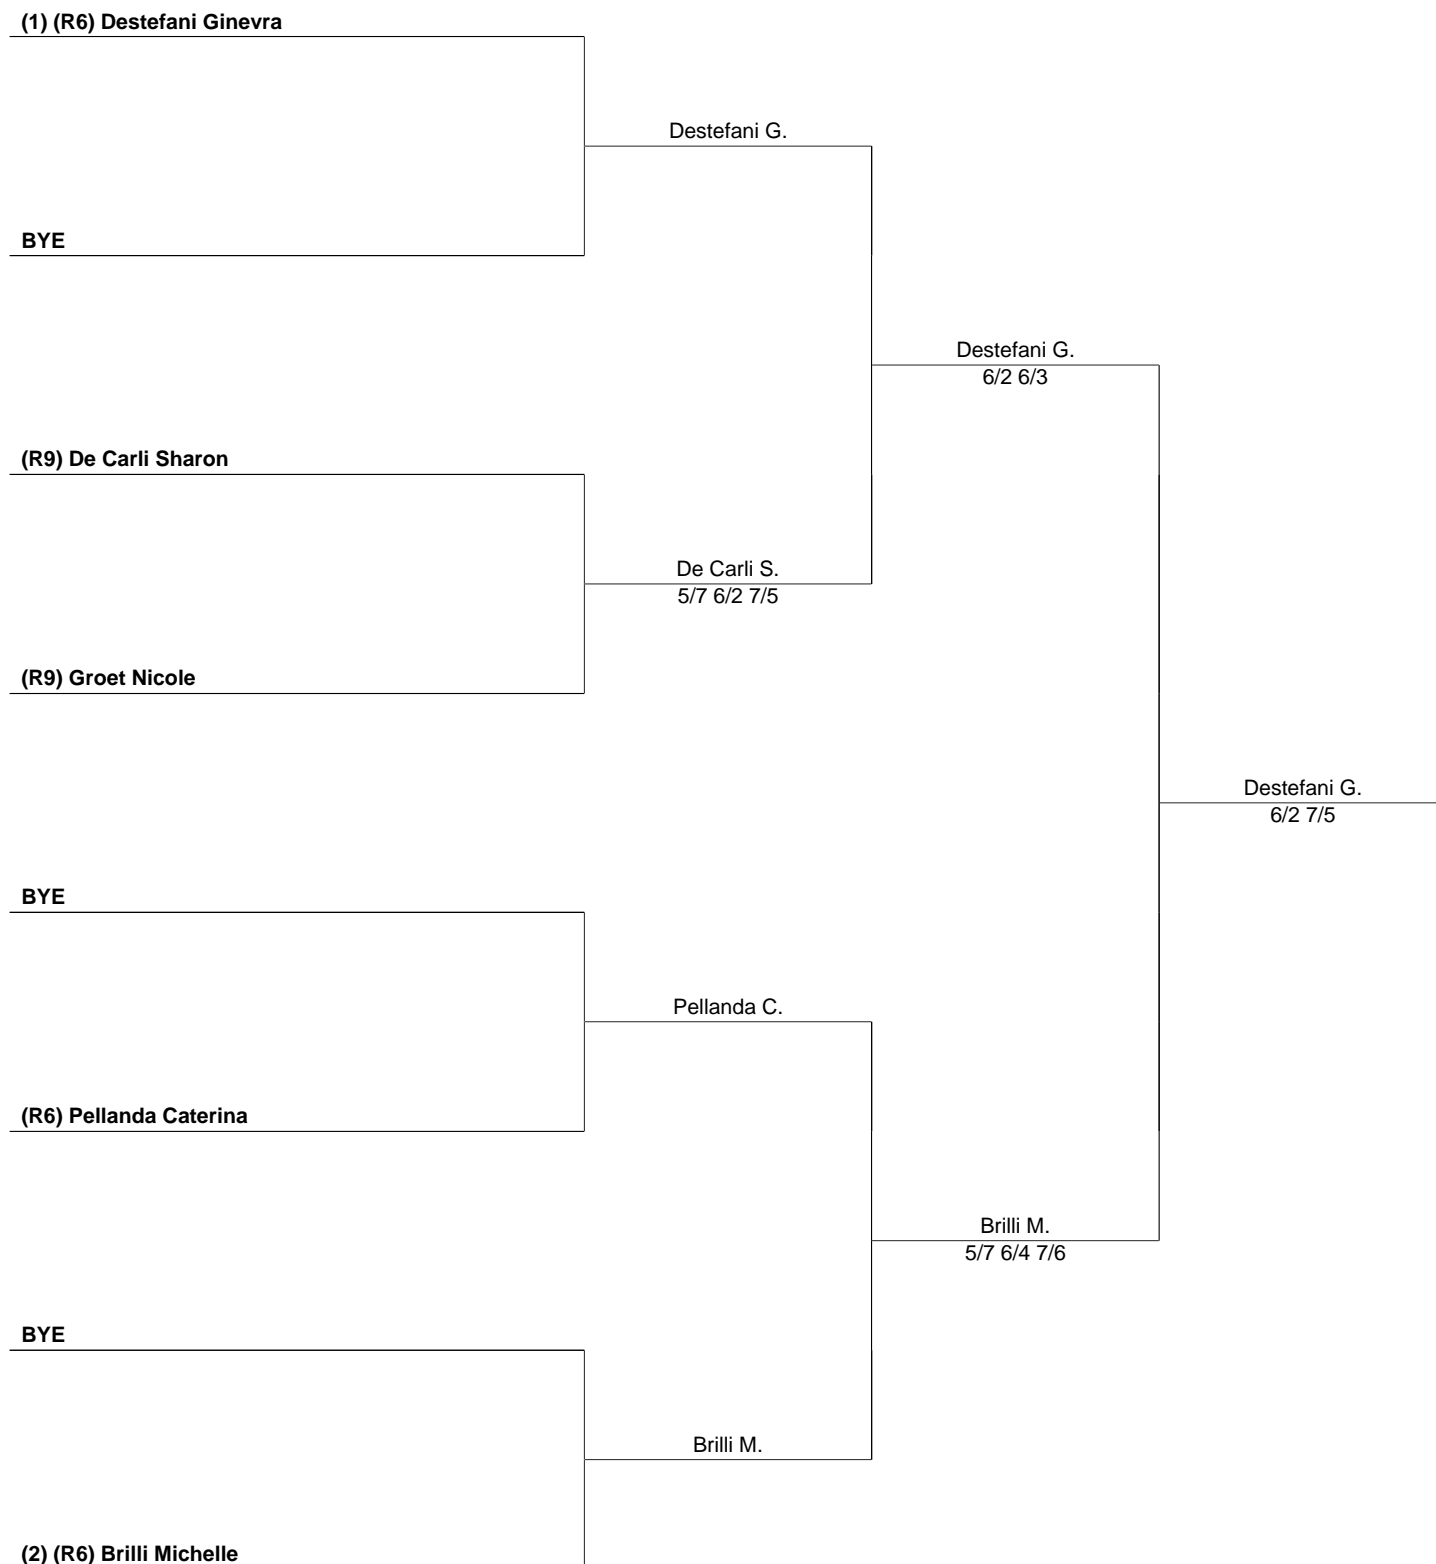 (1) (R6) Destefani Ginevra
Destefani G.
BYE
Destefani G.
6/2 6/3
(R9) De Carli Sharon
De Carli S.
5/7 6/2 7/5
(R9) Groet Nicole
Destefani G.
6/2 7/5
BYE
Pellanda C.
(R6) Pellanda Caterina
Brilli M.
5/7 6/4 7/6
BYE
Brilli M.
(2) (R6) Brilli Michelle